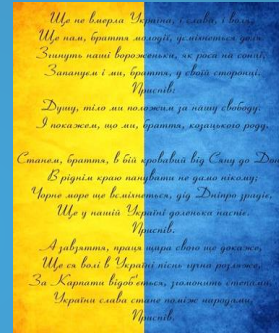 Ще не вмерла Україна, і слава, і воля,
Ще нам, браття молодії, усміхнеться доля.
Згинуть наші вороженьки, як роса на сонці,
Запануєм і ми, браття, у своїй сторонці.
Приспів:
Душу, тіло ми положим за нашу свободу.
І покажем, що ми, браття, козацького роду.
Станем, браття, в бій кровавий від Сяну до Дон
В ріднім краю панувати не дамо нікому;
Чорне море ще всміхнеться, дід Дніпро зрадіє,
Ще у нашій Україні доленька наспіє.
Приспів.
А завзяття, праця щира свого ще докаже,
Ще ся волі в Україні піснь гучна розляже,
За Карпати відоб'ється, згомонить степами,
України слава стане поміж народами.
Приспів.